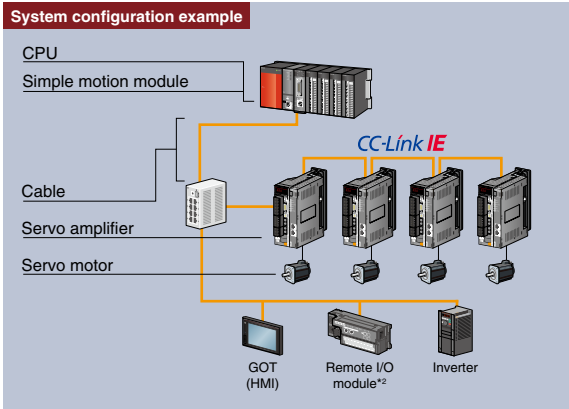 System configuration example
CPU
Simple motion module
CC-Línk IE
Cable
Servo amplifier
Servo motor
GOT
(HMI)
Remote I/O
module*2
Inverter